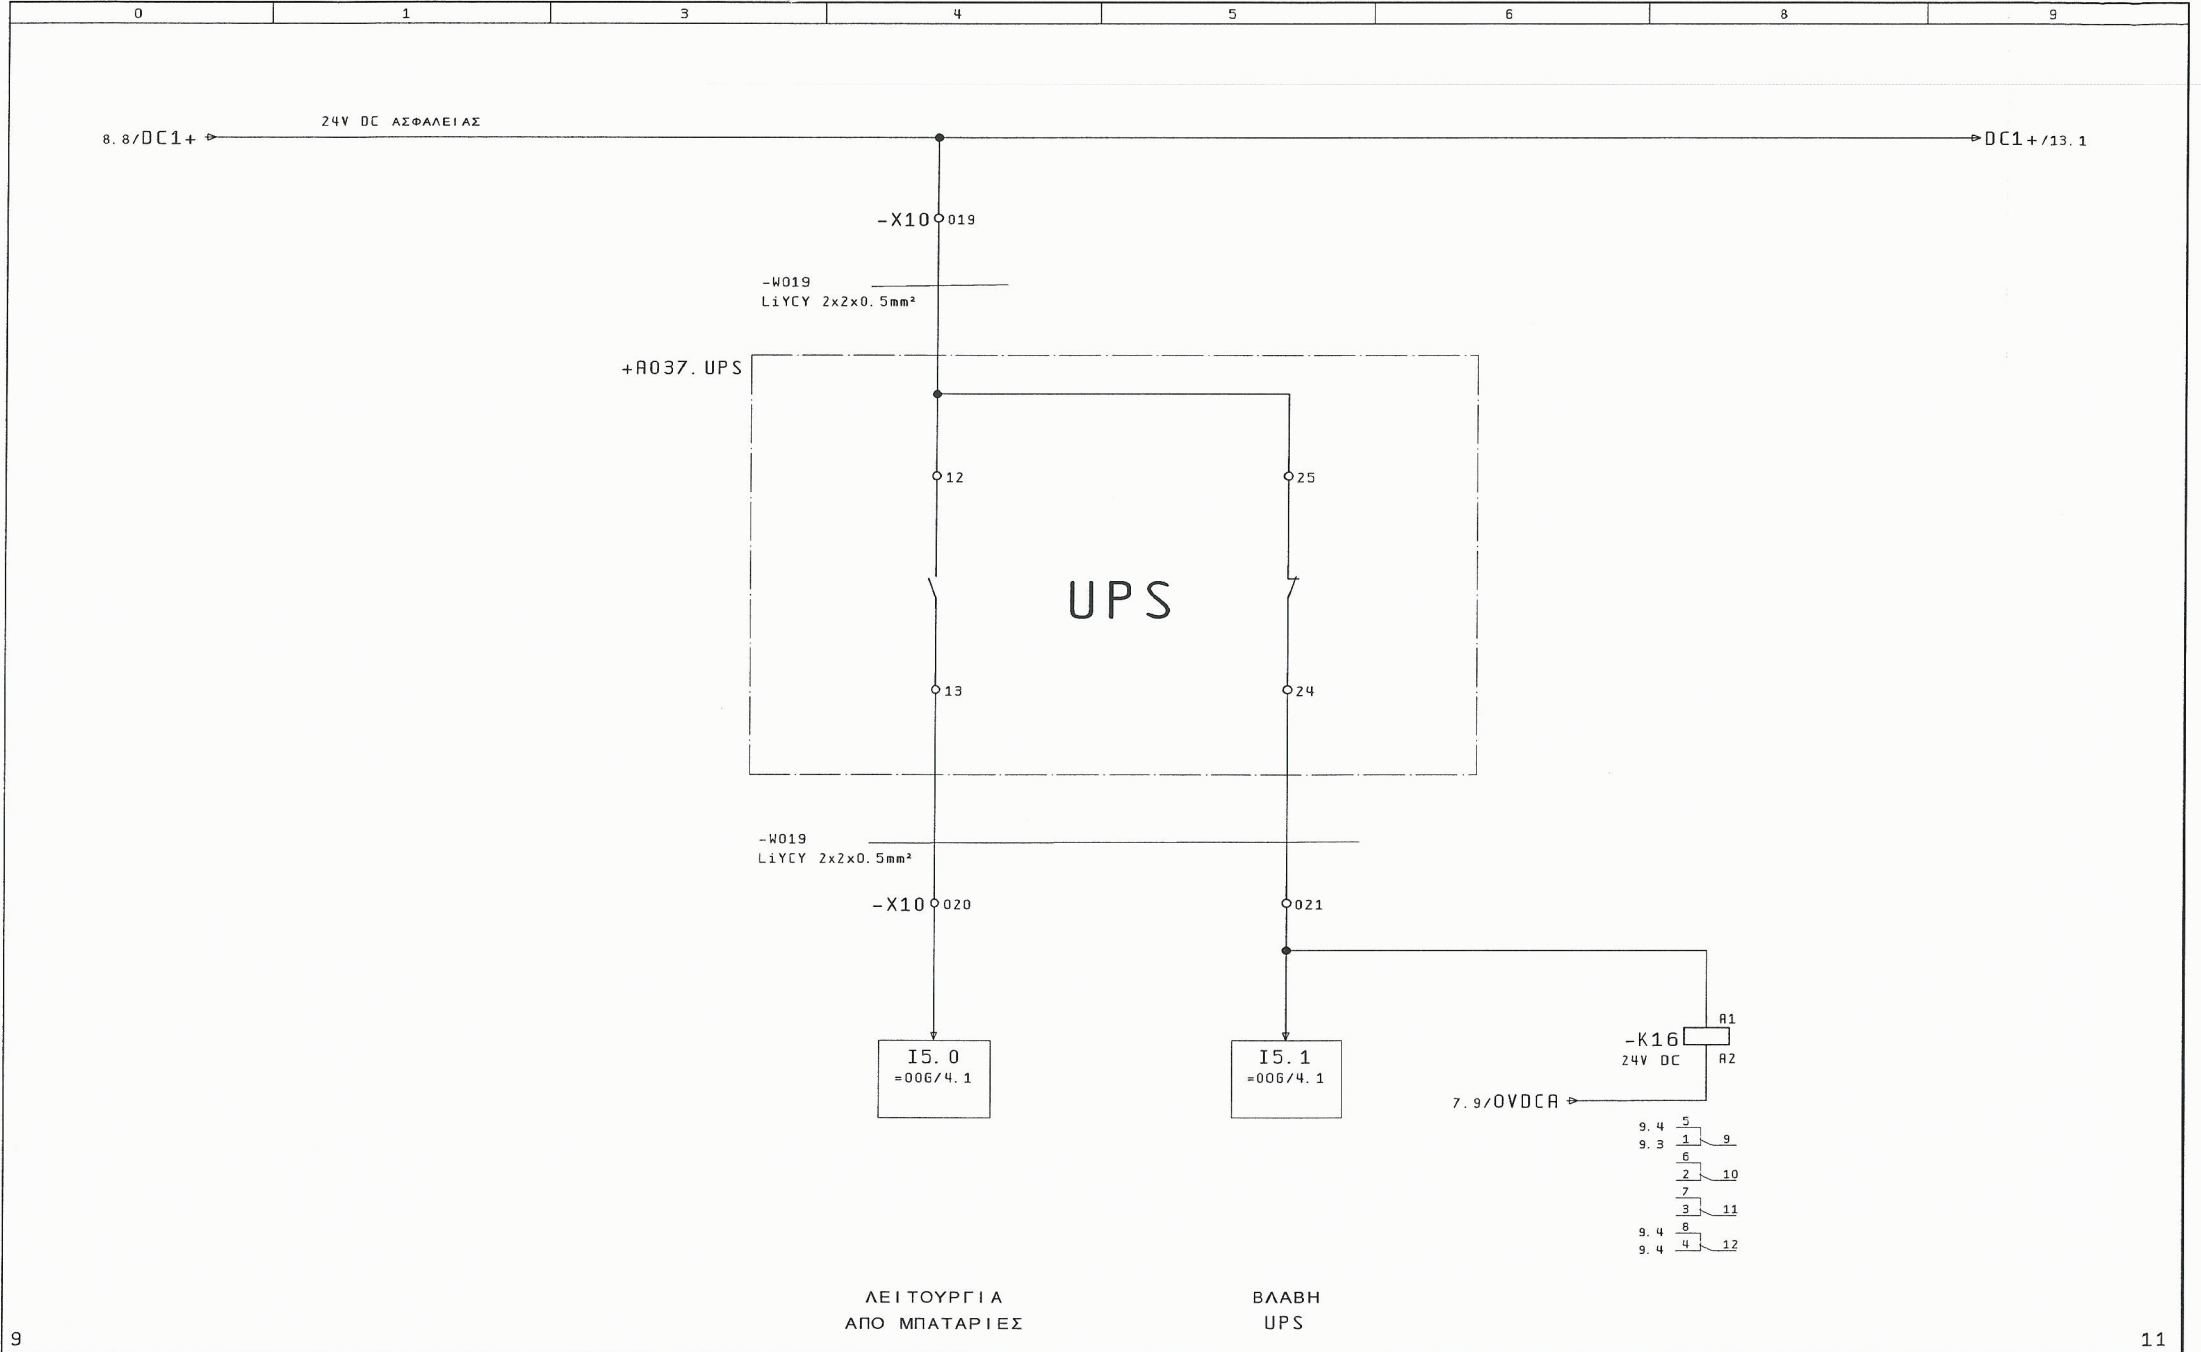 0 1 3 4 5 6 8 9
24V DC ΑΣΦΑΛΕΙΑΣ
8.8/DC1+
DC1+/13.1
-X10 019
-W019
LiYCY 2x2x0.5mm²
+A037.UPS
12 25
UPS
13 24
-W019
LiYCY 2x2x0.5mm²
-X10 020 021
I5.0
=00G/4.1
I5.1
=00G/4.1
A1
-K16
24V DC A2
7.9/0VDCA
9.4 5
9.3 1 9
6
2 10
7
3 11
9.4 8
9.4 4 12
ΛΕΙΤΟΥΡΓΙΑ
ΑΠΟ ΜΠΑΤΑΡΙΕΣ
ΒΛΑΒΗ
UPS
9 11